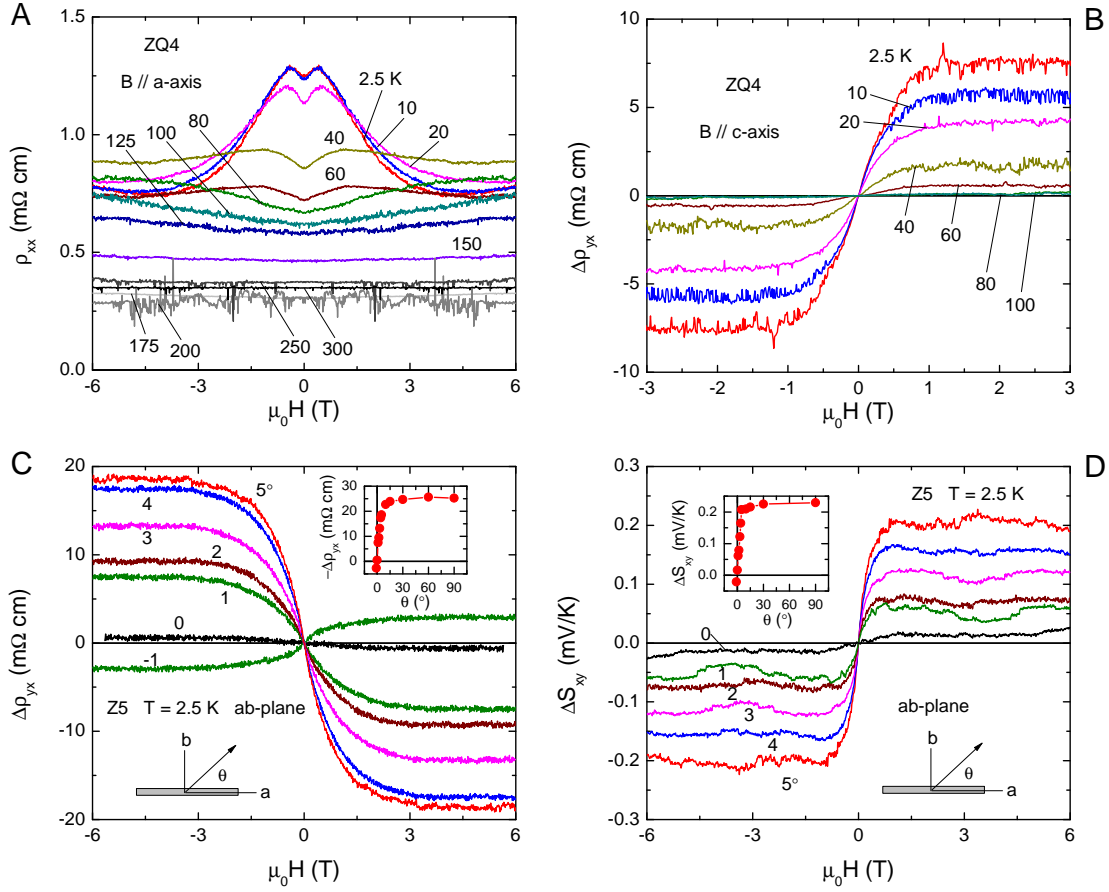 A
ZQ4
B // a-axis
2.5 K
10
20
40
60
80
100
125
150
175
200
250
300
1.5
1.0
0.5
0.0
ρxx (mΩ cm)
-6 -3 0 3 6
μ0H (T)
B
ZQ4
B // c-axis
2.5 K
10
20
40
60
80
100
10
5
0
-5
-10
Δρyx (mΩ cm)
-3 -2 -1 0 1 2 3
μ0H (T)
C
5°
4
3
2
1
0
-1
Z5 T = 2.5 K ab-plane
b
θ
a
20
10
0
-10
-20
Δρyx (mΩ cm)
-6 -3 0 3 6
μ0H (T)
30
20
10
0
−Δρyx (mΩ cm)
0 30 60 90
θ (°)
D
Z5 T = 2.5 K
0
1
2
3
4
5°
ab-plane
b
θ
a
0.3
0.2
0.1
0.0
-0.1
-0.2
-0.3
ΔSxy (mV/K)
-6 -3 0 3 6
μ0H (T)
0.2
0.1
0.0
ΔSxy (mV/K)
0 30 60 90
θ (°)